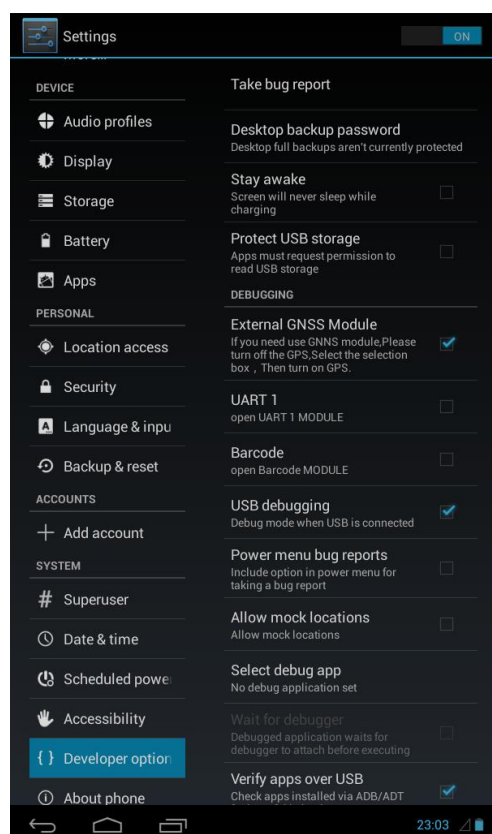 Settings
ON
DEVICE
Audio profiles
Display
Storage
Battery
Apps
PERSONAL
Location access
Security
Language & inpu
Backup & reset
ACCOUNTS
Add account
SYSTEM
Superuser
Date & time
Scheduled powe
Accessibility
{ } Developer option
About phone
Take bug report
Desktop backup password
Desktop full backups aren't currently protected
Stay awake
Screen will never sleep while
charging
Protect USB storage
Apps must request permission to
read USB storage
DEBUGGING
External GNSS Module
If you need use GNNS module,Please
turn off the GPS,Select the selection
box , Then turn on GPS.
UART 1
open UART 1 MODULE
Barcode
open Barcode MODULE
USB debugging
Debug mode when USB is connected
Power menu bug reports
Include option in power menu for
taking a bug report
Allow mock locations
Allow mock locations
Select debug app
No debug application set
Wait for debugger
Debugged application waits for
debugger to attach before executing
Verify apps over USB
Check apps installed via ADB/ADT
23:03